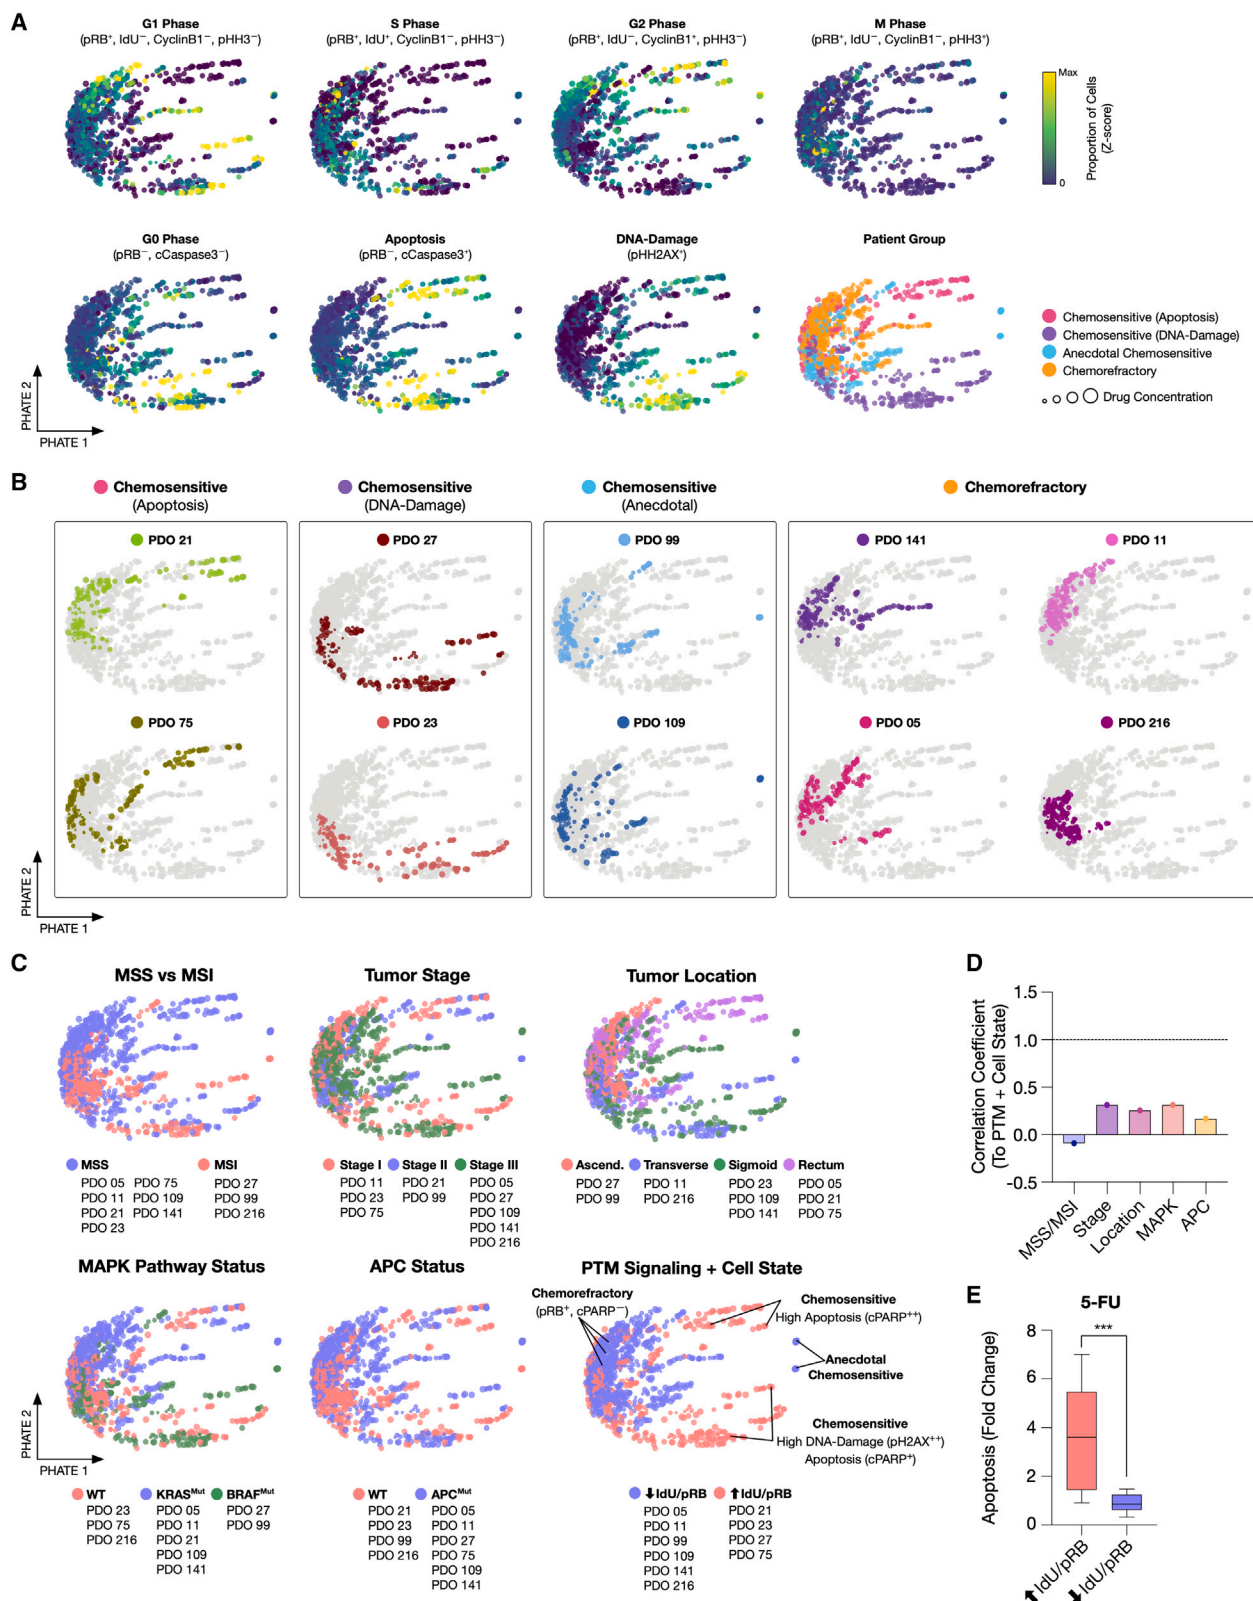 A
G1 Phase
(pRB⁺, IdU⁻, CyclinB1⁻, pHH3⁻)
S Phase
(pRB⁺, IdU⁺, CyclinB1⁻, pHH3⁻)
G2 Phase
(pRB⁺, IdU⁻, CyclinB1⁺, pHH3⁻)
M Phase
(pRB⁺, IdU⁻, CyclinB1⁻, pHH3⁺)
Max
0
Proportion of Cells
(Z-score)
G0 Phase
(pRB⁻, cCaspase3⁻)
Apoptosis
(pRB⁻, cCaspase3⁺)
DNA-Damage
(pHH2AX⁺)
Patient Group
Chemosensitive (Apoptosis)
Chemosensitive (DNA-Damage)
Anecdotal Chemosensitive
Chemorefractory
Drug Concentration
PHATE 2
PHATE 1
B
Chemosensitive
(Apoptosis)
Chemosensitive
(DNA-Damage)
Chemosensitive
(Anecdotal)
Chemorefractory
PDO 21
PDO 27
PDO 99
PDO 141
PDO 11
PDO 75
PDO 23
PDO 109
PDO 05
PDO 216
PHATE 2
PHATE 1
C
MSS vs MSI
MSS
PDO 05 PDO 75
PDO 11 PDO 109
PDO 21 PDO 141
PDO 23
MSI
PDO 27
PDO 99
PDO 216
Tumor Stage
Stage I
PDO 11
PDO 23
PDO 75
Stage II
PDO 21
PDO 99
Stage III
PDO 05
PDO 27
PDO 109
PDO 141
PDO 216
Tumor Location
Ascend.
PDO 27
PDO 99
Transverse
PDO 11
PDO 216
Sigmoid
PDO 23
PDO 109
PDO 141
Rectum
PDO 05
PDO 21
PDO 75
MAPK Pathway Status
PHATE 2
PHATE 1
WT
PDO 23
PDO 75
PDO 216
KRASᴹᵘᵗ
PDO 05
PDO 11
PDO 21
PDO 109
PDO 141
BRAFᴹᵘᵗ
PDO 27
PDO 99
APC Status
WT
PDO 21
PDO 23
PDO 99
PDO 216
APCᴹᵘᵗ
PDO 05
PDO 11
PDO 27
PDO 75
PDO 109
PDO 141
PTM Signaling + Cell State
Chemorefractory
(pRB⁺, cPARP⁻)
Chemosensitive
High Apoptosis (cPARP⁺⁺)
Anecdotal
Chemosensitive
Chemosensitive
High DNA-Damage (pH2AX⁺⁺)
Apoptosis (cPARP⁺)
⬇IdU/pRB
PDO 05
PDO 11
PDO 99
PDO 109
PDO 141
PDO 216
⬆IdU/pRB
PDO 21
PDO 23
PDO 27
PDO 75
D
Correlation Coefficient
(To PTM + Cell State)
1.5
1.0
0.5
0.0
-0.5
MSS/MSI
Stage
Location
MAPK
APC
E
5-FU
***
Apoptosis (Fold Change)
8
6
4
2
0
⬆IdU/pRB
⬇IdU/pRB